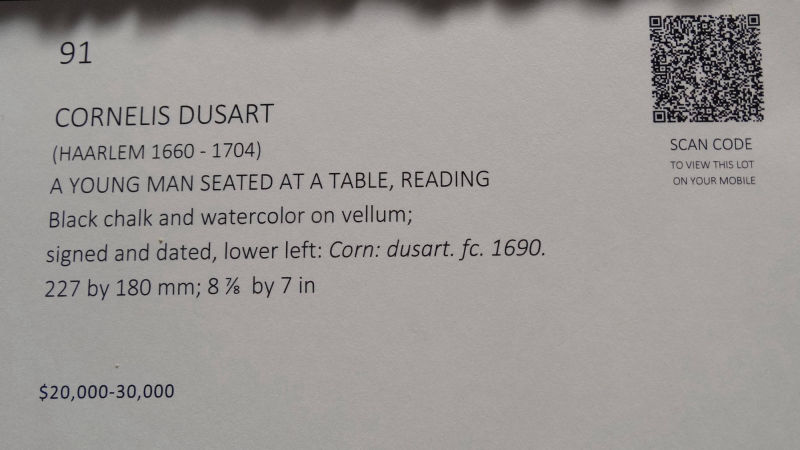 91
CORNELIS DUSART
(HAARLEM 1660 - 1704)
A YOUNG MAN SEATED AT A TABLE, READING
Black chalk and watercolor on vellum;
signed and dated, lower left: Corn: dusart. fc. 1690.
227 by 180 mm; 8 ⅞ by 7 in
$20,000-30,000
SCAN CODE
TO VIEW THIS LOT
ON YOUR MOBILE